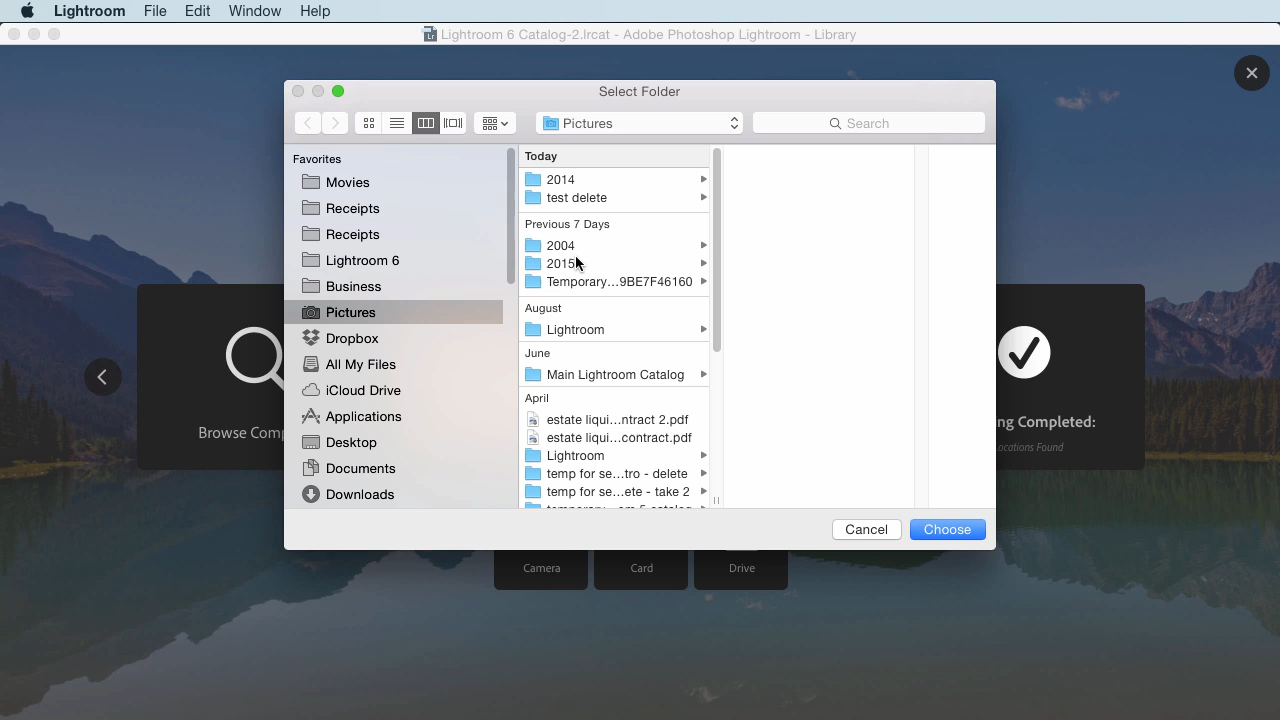 Lightroom File Edit Window Help
Lightroom 6 Catalog-2.lrcat - Adobe Photoshop Lightroom - Library
Select Folder
Pictures
Search
Favorites
Movies
Receipts
Receipts
Lightroom 6
Business
Pictures
Dropbox
All My Files
iCloud Drive
Applications
Desktop
Documents
Downloads
Today
2014
test delete
Previous 7 Days
2004
2015
Temporary...9BE7F46160
August
Lightroom
June
Main Lightroom Catalog
April
estate liqui...ntract 2.pdf
estate liqui...contract.pdf
Lightroom
temp for se...tro - delete
temp for se...ete - take 2
Cancel
Choose
Browse Comp
ng Completed:
ocations Found
Camera
Card
Drive